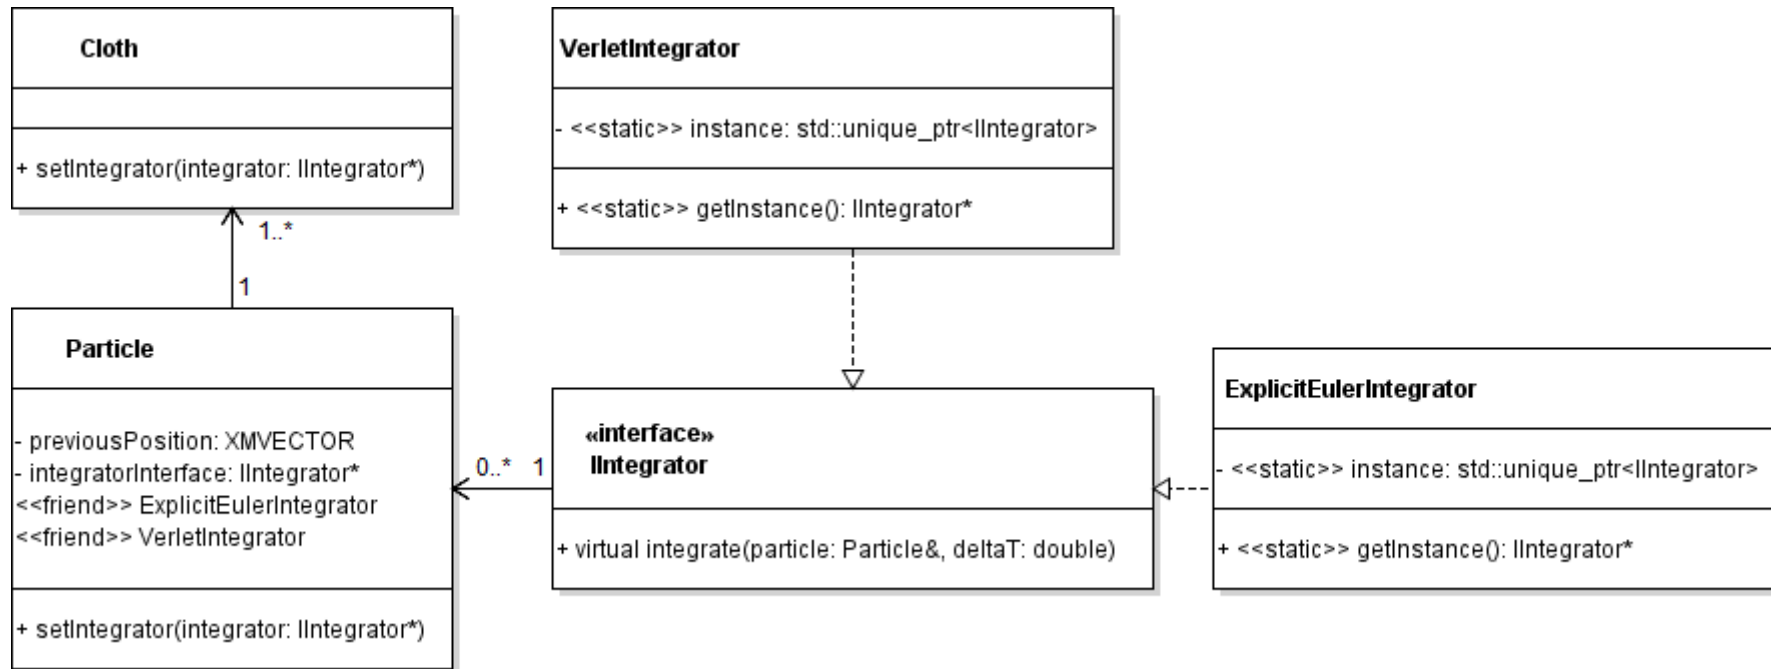 Cloth
+ setIntegrator(integrator: IIntegrator*)
1..*
1
Particle
- previousPosition: XMVECTOR
- integratorInterface: IIntegrator*
<<friend>> ExplicitEulerIntegrator
<<friend>> VerletIntegrator
+ setIntegrator(integrator: IIntegrator*)
VerletIntegrator
- <<static>> instance: std::unique_ptr<IIntegrator>
+ <<static>> getInstance(): IIntegrator*
0..* 1
«interface»
IIntegrator
+ virtual integrate(particle: Particle&, deltaT: double)
ExplicitEulerIntegrator
- <<static>> instance: std::unique_ptr<IIntegrator>
+ <<static>> getInstance(): IIntegrator*